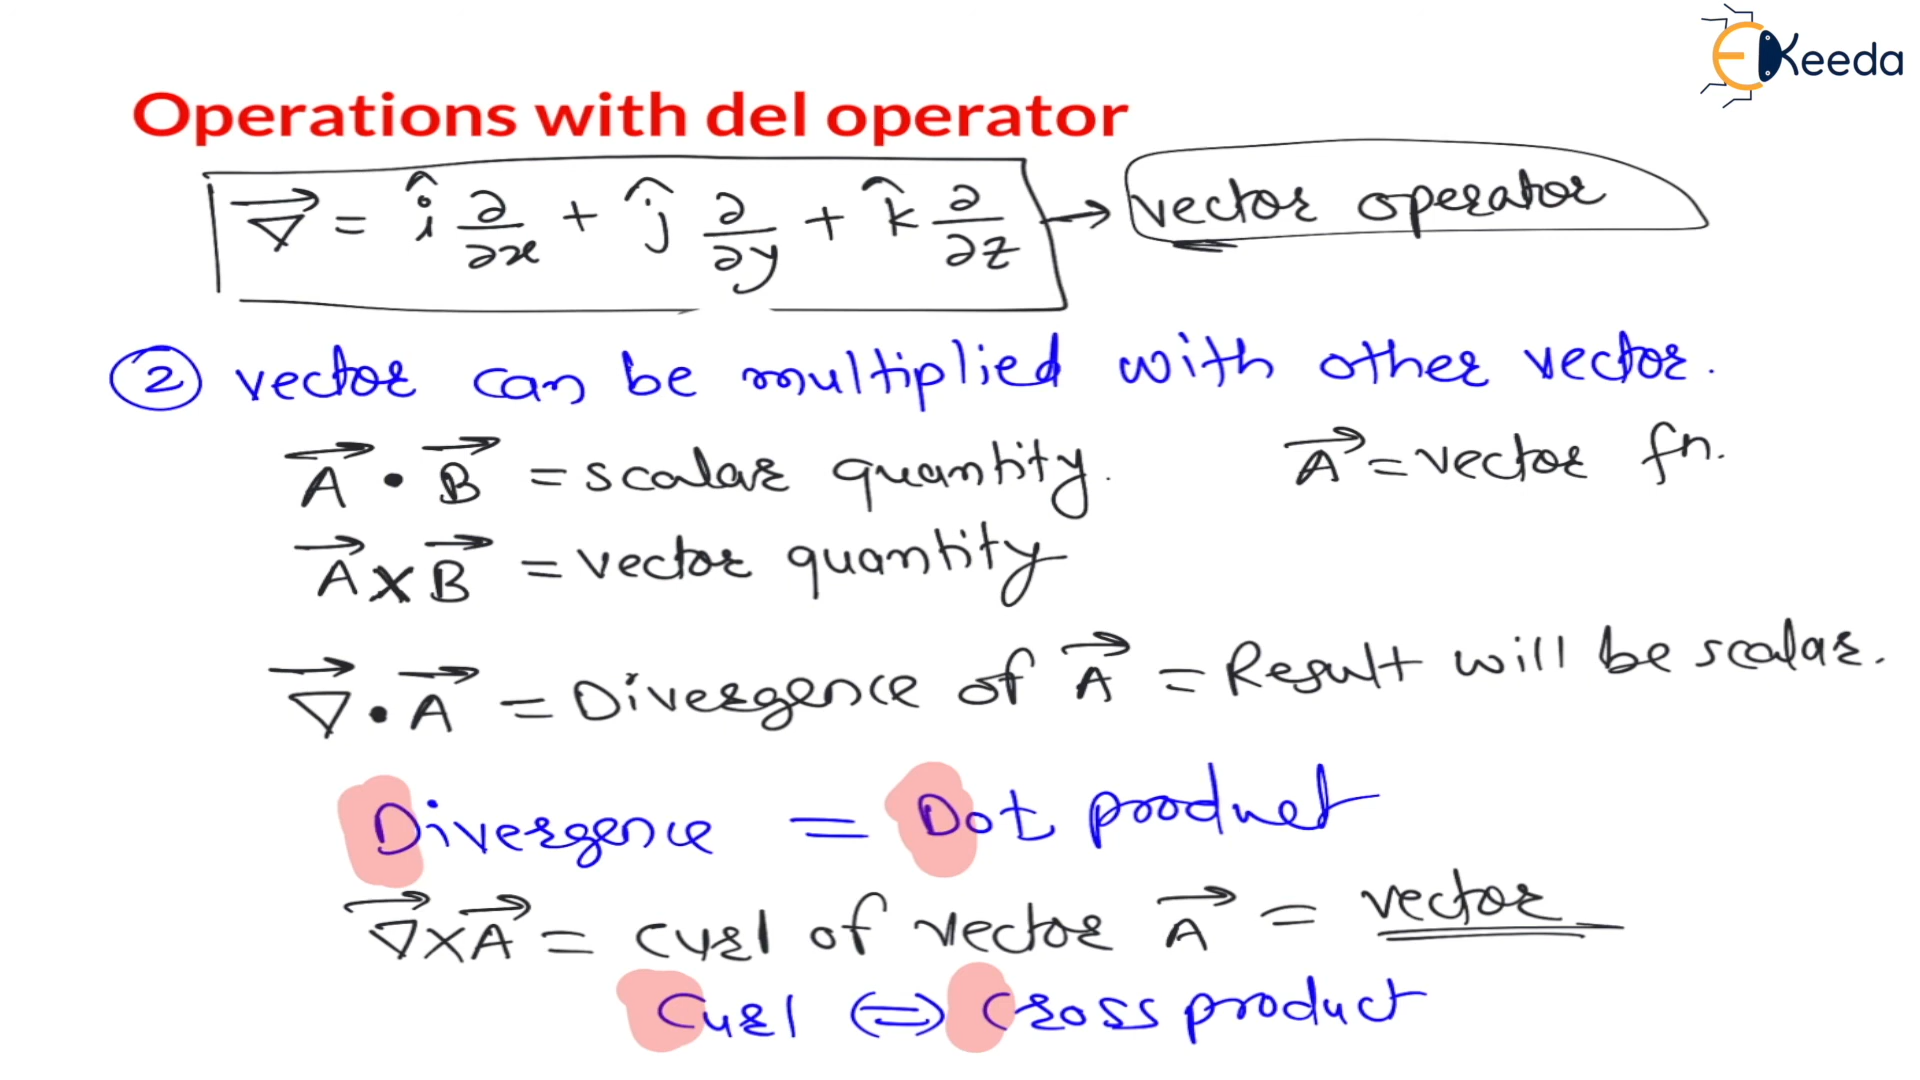 EKeeda
Operations with del operator
∇⃗ = î ∂/∂x + ĵ ∂/∂y + k̂ ∂/∂z → vector operator
② vector can be multiplied with other vector.
A⃗ • B⃗ = scalar quantity. A⃗ = vector fn.
A⃗ × B⃗ = vector quantity
∇⃗ • A⃗ = Divergence of A⃗ = Result will be scalar.
Divergence = Dot product
∇⃗ × A⃗ = curl of vector A⃗ = vector
Curl ⇔ Cross product